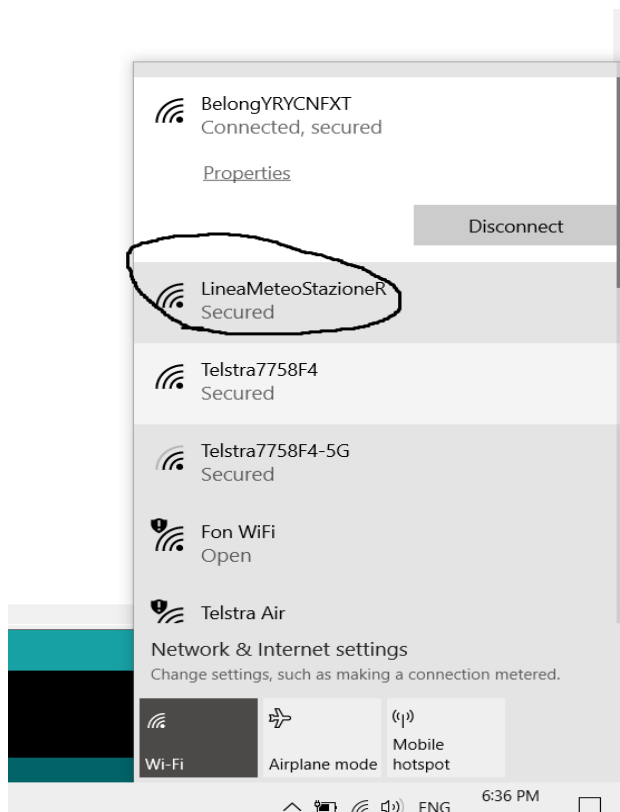 BelongYRYCNFXT
Connected, secured
Properties
Disconnect
LineaMeteoStazioneR
Secured
Telstra7758F4
Secured
Telstra7758F4-5G
Secured
Fon WiFi
Open
Telstra Air
Network & Internet settings
Change settings, such as making a connection metered.
Wi-Fi
Airplane mode
Mobile
hotspot
ENG
6:36 PM